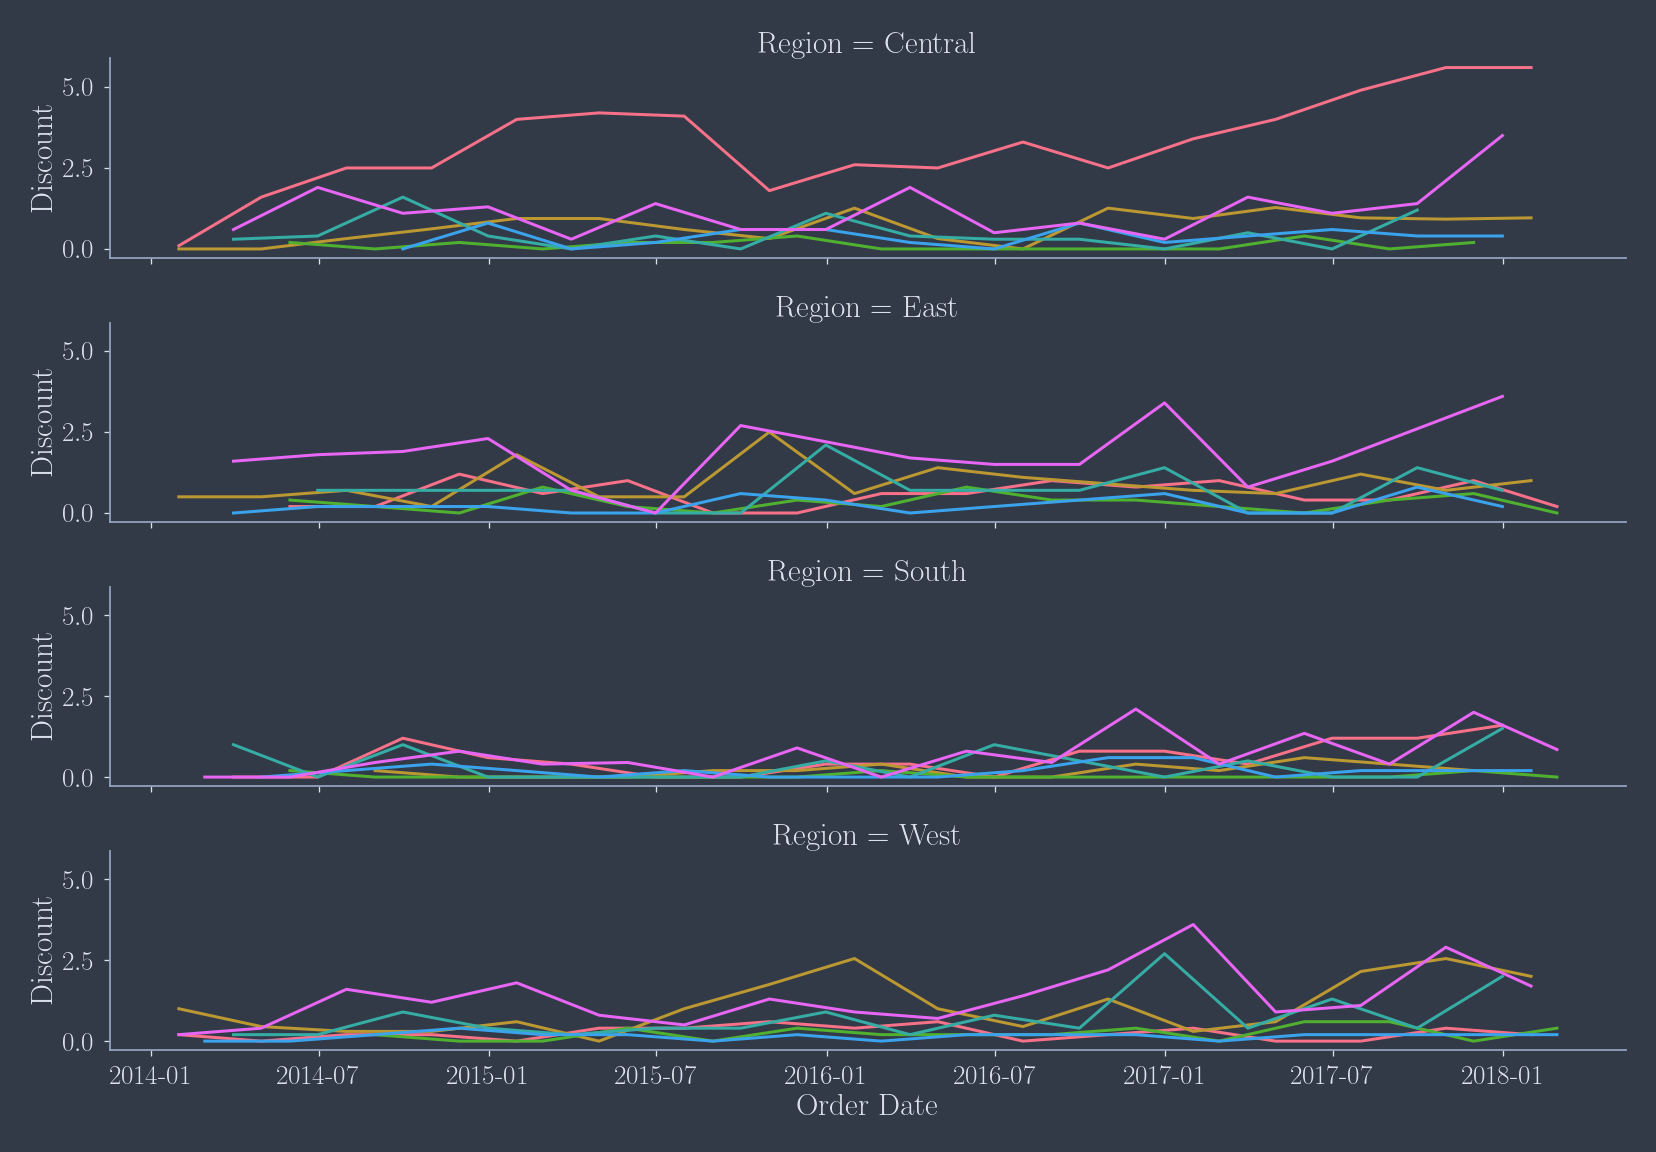 Region = Central
Discount
5.0
2.5
0.0
Region = East
Discount
5.0
2.5
0.0
Region = South
Discount
5.0
2.5
0.0
Region = West
Discount
5.0
2.5
0.0
2014-01 2014-07 2015-01 2015-07 2016-01 2016-07 2017-01 2017-07 2018-01
Order Date